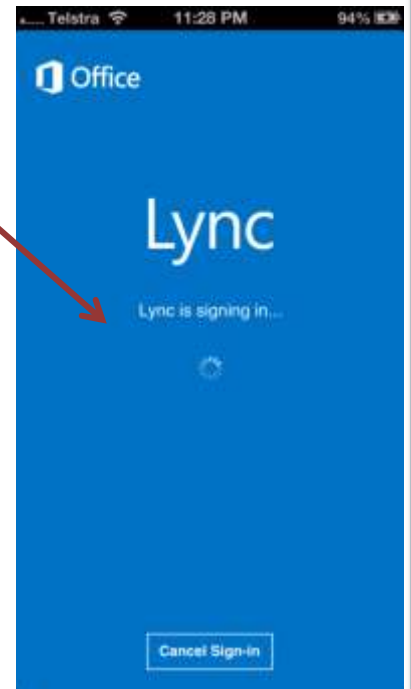 Telstra 11:28 PM 94%
Office
Lync
Lync is signing in...
Cancel Sign-in